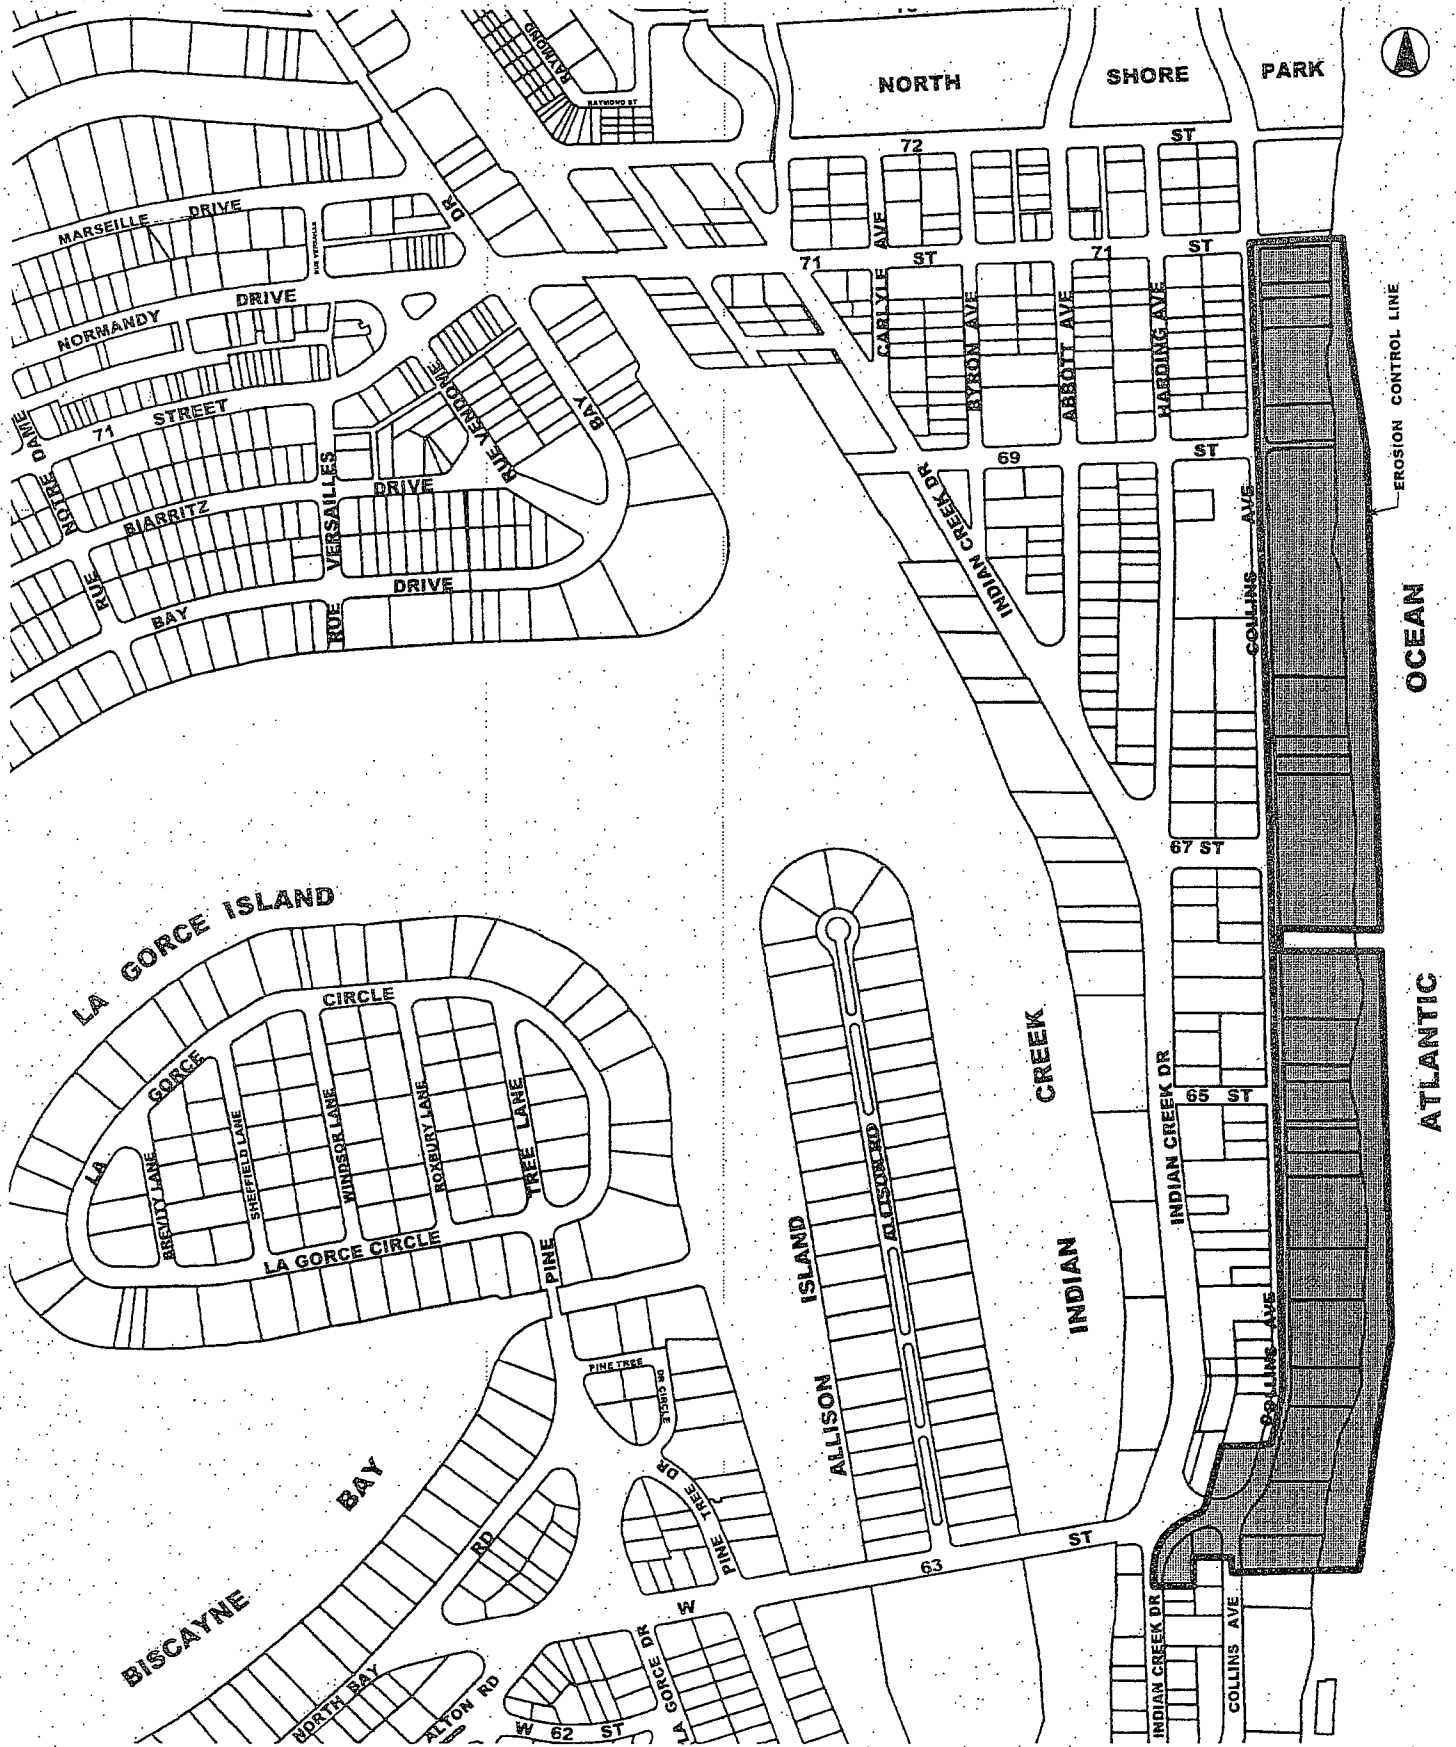 NORTH
SHORE
PARK
RAYMOND
RAYMOND ST
72
ST
MARSEILLE DRIVE
DR
RUE VERSAILLES
AVE
71
ST
71
ST
NORMANDY DRIVE
CARLYLE
BYRON AVE
ABBOTT AVE
HARDING AVE
EROSION CONTROL LINE
71 STREET
RUE VENDOME
BAY
NOTRE DAME
RUE
BIARRITZ
DRIVE
RUE VERSAILLES
BAY
DRIVE
69
ST
INDIAN CREEK DR
COLLINS AVE
OCEAN
67 ST
LA GORCE ISLAND
CIRCLE
LA GORCE
BREVITY LANE
SHEFFIELD LANE
WINDSOR LANE
ROXBURY LANE
PINE TREE LANE
LA GORCE CIRCLE
ALLISON RD
ALLISON ISLAND
INDIAN CREEK
INDIAN CREEK DR
65 ST
ATLANTIC
COLLINS AVE
PINE TREE
DR CIRCLE
PINE TREE DR
BISCAYNE BAY
RD
NORTH BAY
ALTON RD
W
63
ST
LA GORCE DR
W 62 ST
INDIAN CREEK DR
COLLINS AVE